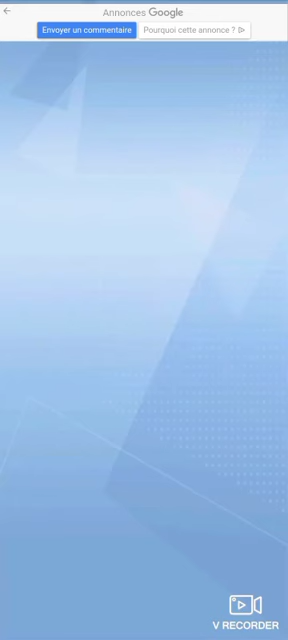 Annonces Google
Envoyer un commentaire
Pourquoi cette annonce ?
V RECORDER